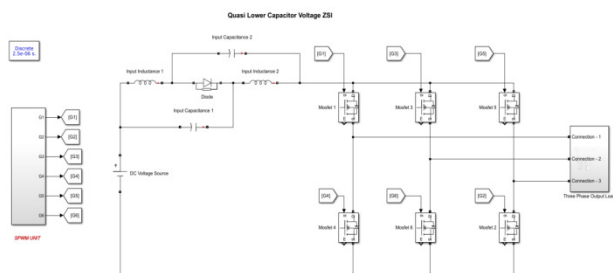 Quasi Lower Capacitor Voltage ZSI
Discrete
2.5e-06 s.
Input Capacitance 2
[G1]
[G3]
[G5]
Input Inductance 1
Input Inductance 2
Diode
Mosfet 1
Mosfet 3
Mosfet 5
Input Capacitance 1
G1
[G1]
G2
[G2]
G3
[G3]
G4
[G4]
G5
[G5]
G6
[G6]
SPWM UNIT
+
DC Voltage Source
Connection - 1
Connection - 2
Connection - 3
Three Phase Output Load
[G4]
[G6]
[G2]
Mosfet 4
Mosfet 6
Mosfet 2